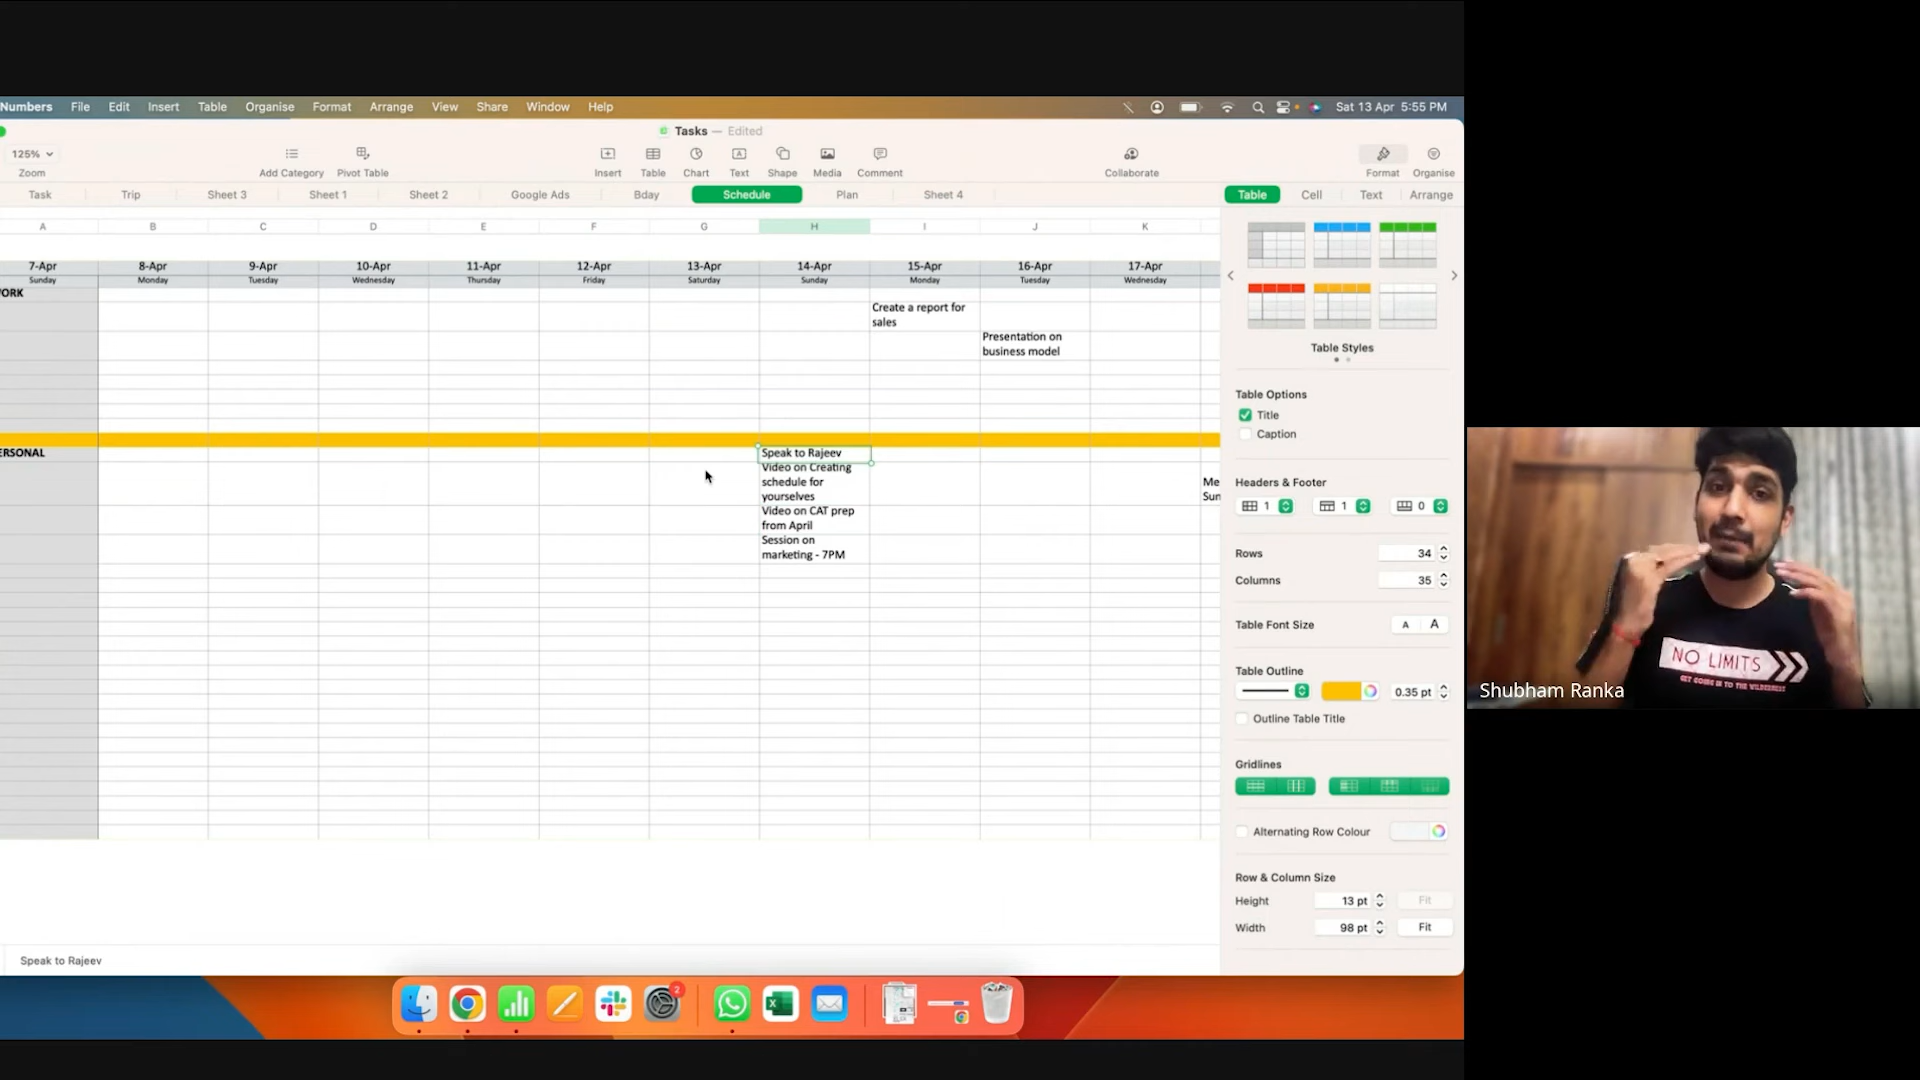 Numbers File Edit Insert Table Organise Format Arrange View Share Window Help Sat 13 Apr 5:55 PM
Tasks — Edited
125%
Zoom Add Category Pivot Table Insert Table Chart Text Shape Media Comment Collaborate Format Organise
Task Trip Sheet 3 Sheet 1 Sheet 2 Google Ads Bday Schedule Plan Sheet 4
Table Cell Text Arrange
A B C D E F G H I J K
7-Apr 8-Apr 9-Apr 10-Apr 11-Apr 12-Apr 13-Apr 14-Apr 15-Apr 16-Apr 17-Apr
Sunday Monday Tuesday Wednesday Thursday Friday Saturday Sunday Monday Tuesday Wednesday
ORK
Create a report for
sales
Presentation on
business model
ERSONAL
Speak to Rajeev
Video on Creating
schedule for
yourselves
Video on CAT prep
from April
Session on
marketing - 7PM
Me
Sun
Table Styles
Table Options
Title
Caption
Headers & Footer
1 1 0
Rows 34
Columns 35
Table Font Size A A
Table Outline
0.35 pt
Outline Table Title
Gridlines
Alternating Row Colour
Row & Column Size
Height 13 pt Fit
Width 98 pt Fit
Speak to Rajeev
2
NO LIMITS
Shubham Ranka